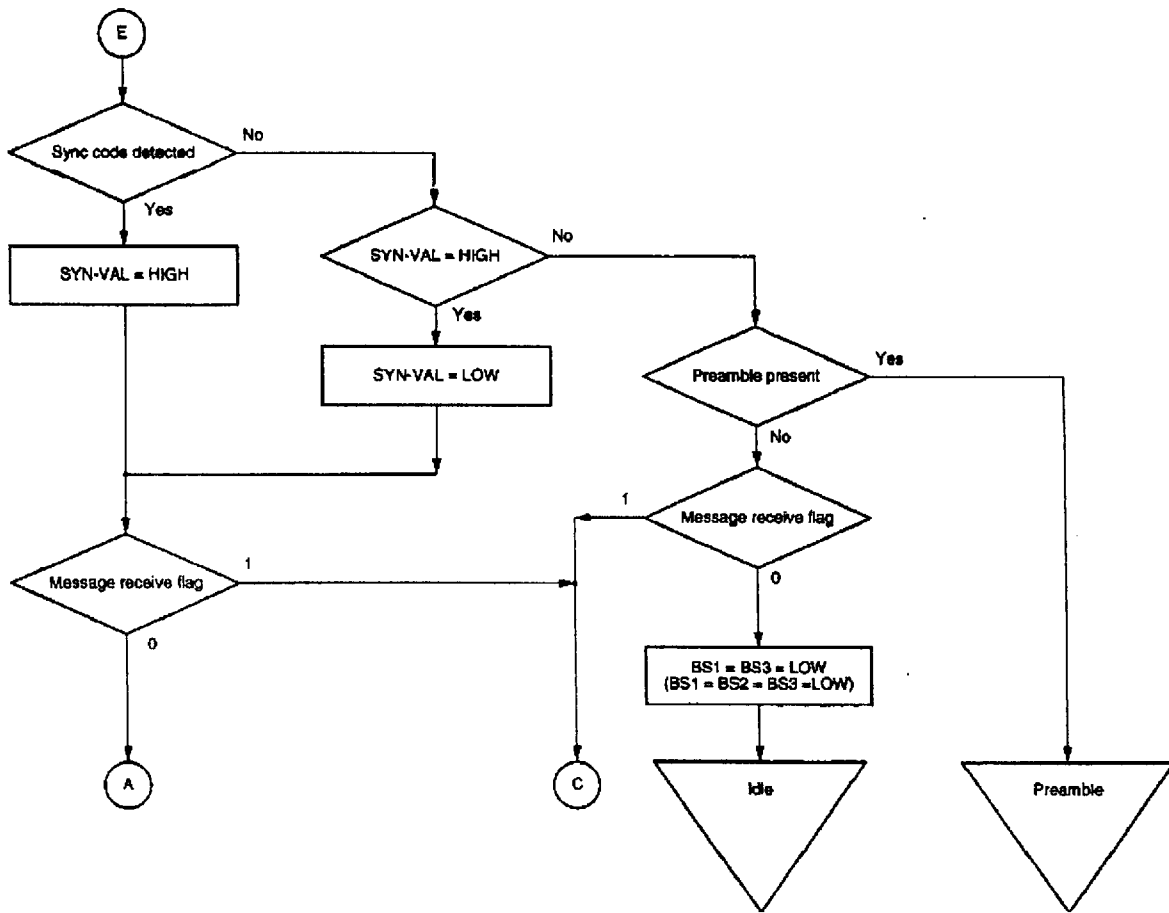 E
Sync code detected
No
Yes
SYN-VAL = HIGH
SYN-VAL = HIGH
No
Yes
SYN-VAL = LOW
Preamble present
Yes
No
Message receive flag
1
0
Message receive flag
1
0
BS1 = BS3 = LOW
(BS1 = BS2 = BS3 =LOW)
A
C
Idle
Preamble